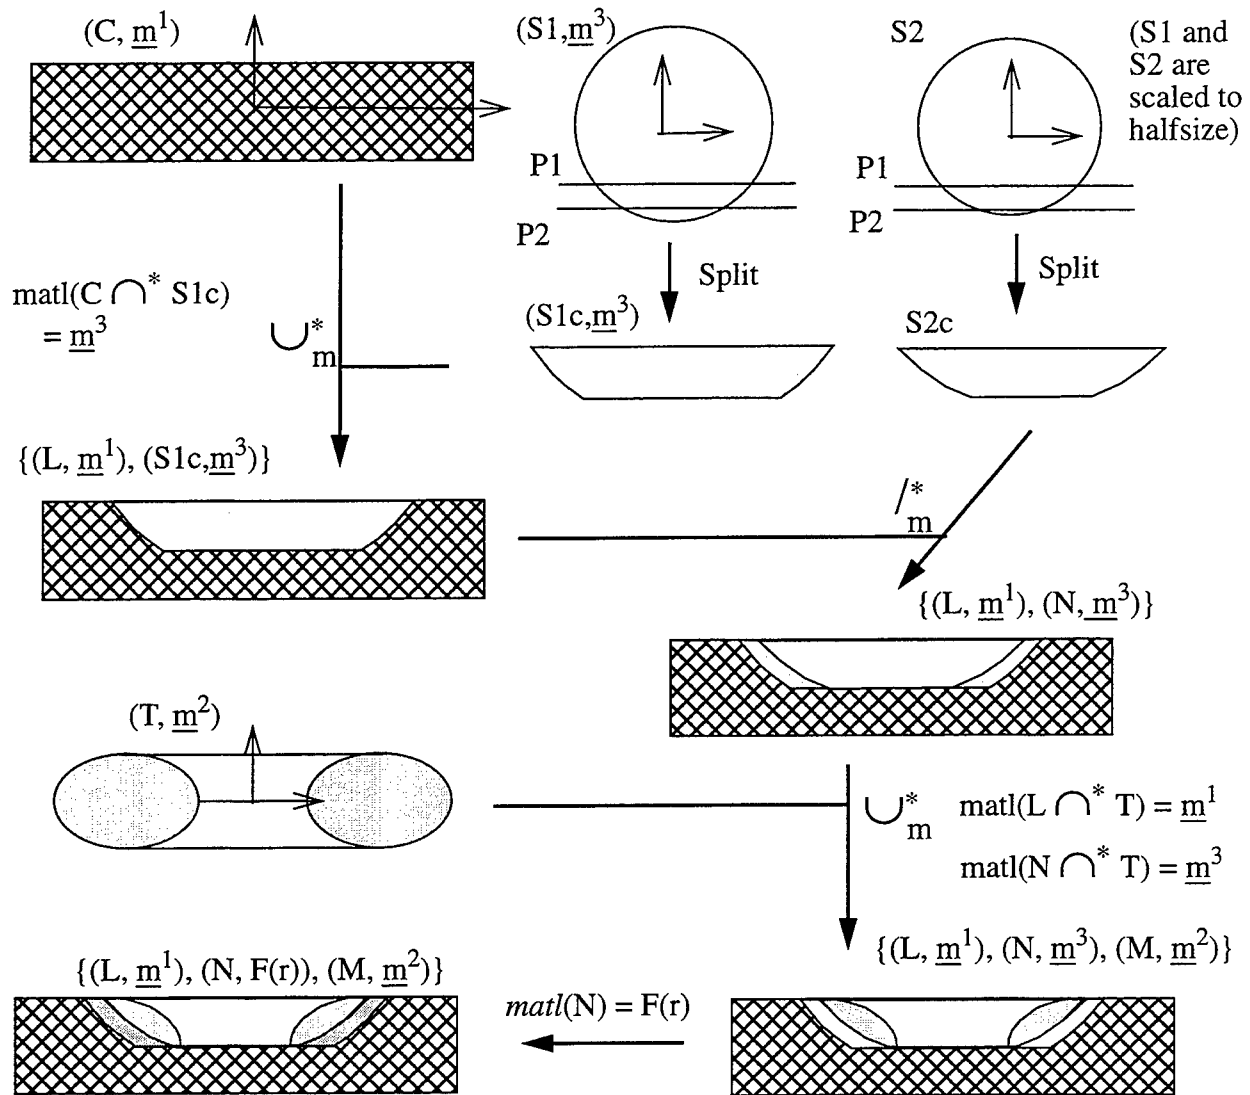 (C, m¹)
(S1,m³)
S2
(S1 and
S2 are
scaled to
halfsize)
P1
P2
P1
P2
Split
Split
matl(C ∩* S1c)
= m³
∪*m
(S1c,m³)
S2c
{(L, m¹), (S1c,m³)}
/*m
{(L, m¹), (N, m³)}
(T, m²)
∪*m
matl(L ∩* T) = m¹
matl(N ∩* T) = m³
{(L, m¹), (N, m³), (M, m²)}
{(L, m¹), (N, F(r)), (M, m²)}
matl(N) = F(r)